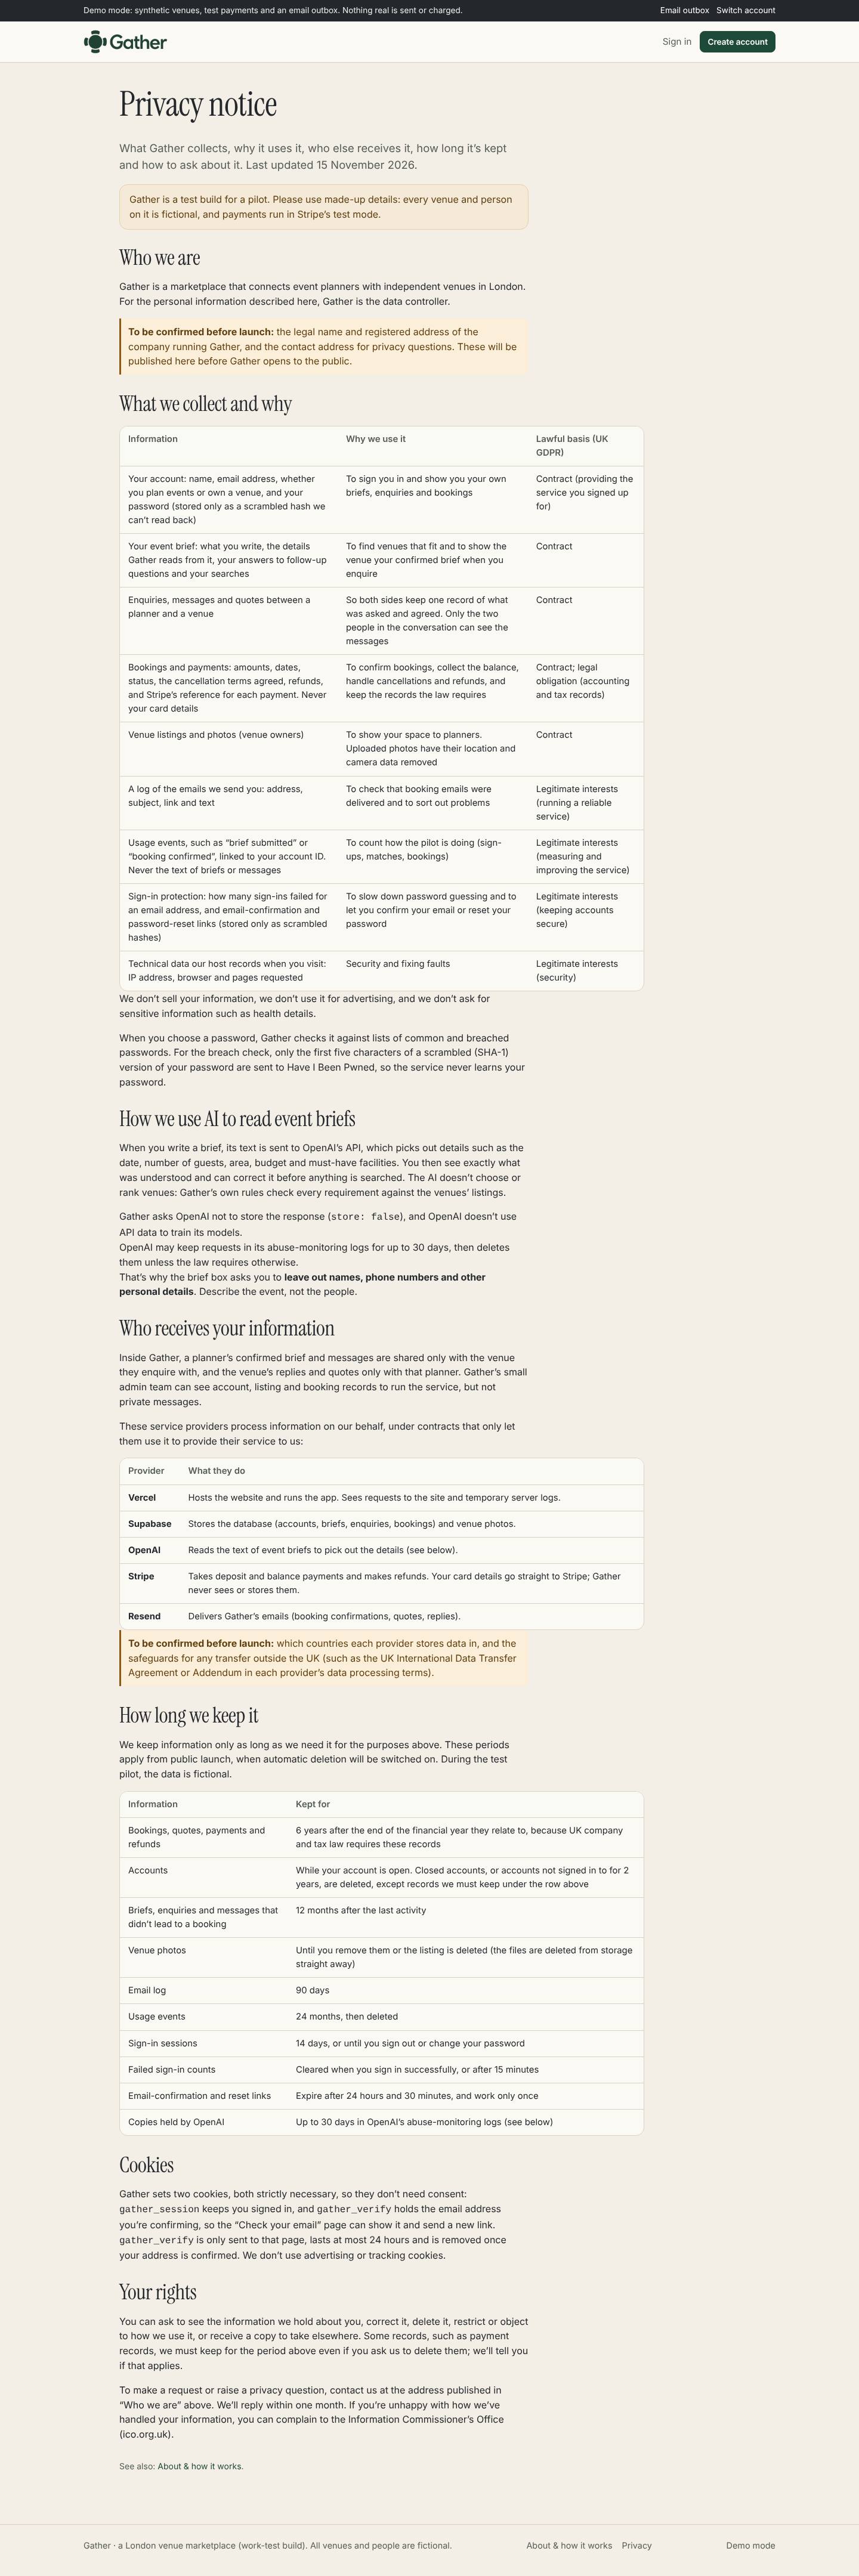 Demo mode: synthetic venues, test payments and an email outbox. Nothing real is sent or charged.
Email outbox Switch account
Gather
Sign in
Create account
Privacy notice
What Gather collects, why it uses it, who else receives it, how long it’s kept
and how to ask about it. Last updated 15 November 2026.
Gather is a test build for a pilot. Please use made-up details: every venue and person
on it is fictional, and payments run in Stripe’s test mode.
Who we are
Gather is a marketplace that connects event planners with independent venues in London.
For the personal information described here, Gather is the data controller.
To be confirmed before launch: the legal name and registered address of the
company running Gather, and the contact address for privacy questions. These will be
published here before Gather opens to the public.
What we collect and why
Information
Why we use it
Lawful basis (UK
GDPR)
Your account: name, email address, whether
you plan events or own a venue, and your
password (stored only as a scrambled hash we
can’t read back)
To sign you in and show you your own
briefs, enquiries and bookings
Contract (providing the
service you signed up
for)
Your event brief: what you write, the details
Gather reads from it, your answers to follow-up
questions and your searches
To find venues that fit and to show the
venue your confirmed brief when you
enquire
Contract
Enquiries, messages and quotes between a
planner and a venue
So both sides keep one record of what
was asked and agreed. Only the two
people in the conversation can see the
messages
Contract
Bookings and payments: amounts, dates,
status, the cancellation terms agreed, refunds,
and Stripe’s reference for each payment. Never
your card details
To confirm bookings, collect the balance,
handle cancellations and refunds, and
keep the records the law requires
Contract; legal
obligation (accounting
and tax records)
Venue listings and photos (venue owners)
To show your space to planners.
Uploaded photos have their location and
camera data removed
Contract
A log of the emails we send you: address,
subject, link and text
To check that booking emails were
delivered and to sort out problems
Legitimate interests
(running a reliable
service)
Usage events, such as “brief submitted” or
“booking confirmed”, linked to your account ID.
Never the text of briefs or messages
To count how the pilot is doing (sign-
ups, matches, bookings)
Legitimate interests
(measuring and
improving the service)
Sign-in protection: how many sign-ins failed for
an email address, and email-confirmation and
password-reset links (stored only as scrambled
hashes)
To slow down password guessing and to
let you confirm your email or reset your
password
Legitimate interests
(keeping accounts
secure)
Technical data our host records when you visit:
IP address, browser and pages requested
Security and fixing faults
Legitimate interests
(security)
We don’t sell your information, we don’t use it for advertising, and we don’t ask for
sensitive information such as health details.
When you choose a password, Gather checks it against lists of common and breached
passwords. For the breach check, only the first five characters of a scrambled (SHA-1)
version of your password are sent to Have I Been Pwned, so the service never learns your
password.
How we use AI to read event briefs
When you write a brief, its text is sent to OpenAI’s API, which picks out details such as the
date, number of guests, area, budget and must-have facilities. You then see exactly what
was understood and can correct it before anything is searched. The AI doesn’t choose or
rank venues: Gather’s own rules check every requirement against the venues’ listings.
Gather asks OpenAI not to store the response (store: false), and OpenAI doesn’t use
API data to train its models.
OpenAI may keep requests in its abuse-monitoring logs for up to 30 days, then deletes
them unless the law requires otherwise.
That’s why the brief box asks you to leave out names, phone numbers and other
personal details. Describe the event, not the people.
Who receives your information
Inside Gather, a planner’s confirmed brief and messages are shared only with the venue
they enquire with, and the venue’s replies and quotes only with that planner. Gather’s small
admin team can see account, listing and booking records to run the service, but not
private messages.
These service providers process information on our behalf, under contracts that only let
them use it to provide their service to us:
Provider
What they do
Vercel
Hosts the website and runs the app. Sees requests to the site and temporary server logs.
Supabase
Stores the database (accounts, briefs, enquiries, bookings) and venue photos.
OpenAI
Reads the text of event briefs to pick out the details (see below).
Stripe
Takes deposit and balance payments and makes refunds. Your card details go straight to Stripe; Gather
never sees or stores them.
Resend
Delivers Gather’s emails (booking confirmations, quotes, replies).
To be confirmed before launch: which countries each provider stores data in, and the
safeguards for any transfer outside the UK (such as the UK International Data Transfer
Agreement or Addendum in each provider’s data processing terms).
How long we keep it
We keep information only as long as we need it for the purposes above. These periods
apply from public launch, when automatic deletion will be switched on. During the test
pilot, the data is fictional.
Information
Kept for
Bookings, quotes, payments and
refunds
6 years after the end of the financial year they relate to, because UK company
and tax law requires these records
Accounts
While your account is open. Closed accounts, or accounts not signed in to for 2
years, are deleted, except records we must keep under the row above
Briefs, enquiries and messages that
didn’t lead to a booking
12 months after the last activity
Venue photos
Until you remove them or the listing is deleted (the files are deleted from storage
straight away)
Email log
90 days
Usage events
24 months, then deleted
Sign-in sessions
14 days, or until you sign out or change your password
Failed sign-in counts
Cleared when you sign in successfully, or after 15 minutes
Email-confirmation and reset links
Expire after 24 hours and 30 minutes, and work only once
Copies held by OpenAI
Up to 30 days in OpenAI’s abuse-monitoring logs (see below)
Cookies
Gather sets two cookies, both strictly necessary, so they don’t need consent:
gather_session keeps you signed in, and gather_verify holds the email address
you’re confirming, so the “Check your email” page can show it and send a new link.
gather_verify is only sent to that page, lasts at most 24 hours and is removed once
your address is confirmed. We don’t use advertising or tracking cookies.
Your rights
You can ask to see the information we hold about you, correct it, delete it, restrict or object
to how we use it, or receive a copy to take elsewhere. Some records, such as payment
records, we must keep for the period above even if you ask us to delete them; we’ll tell you
if that applies.
To make a request or raise a privacy question, contact us at the address published in
“Who we are” above. We’ll reply within one month. If you’re unhappy with how we’ve
handled your information, you can complain to the Information Commissioner’s Office
(ico.org.uk).
See also: About & how it works.
Gather · a London venue marketplace (work-test build). All venues and people are fictional.
About & how it works Privacy
Demo mode